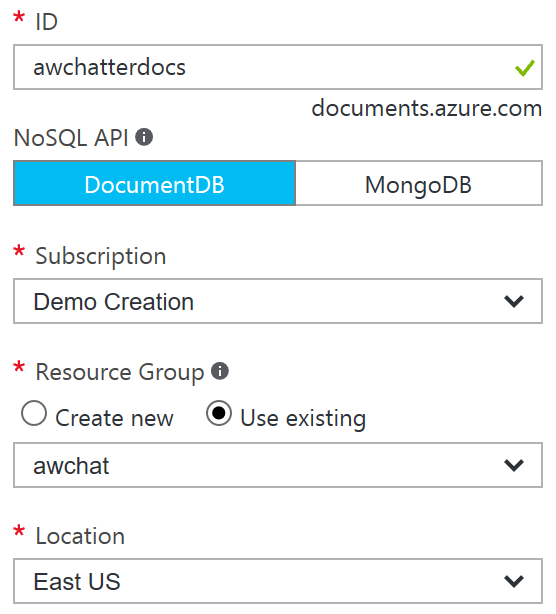 * ID
awchatterdocs
documents.azure.com
NoSQL API
DocumentDB MongoDB
* Subscription
Demo Creation
* Resource Group
Create new Use existing
awchat
* Location
East US